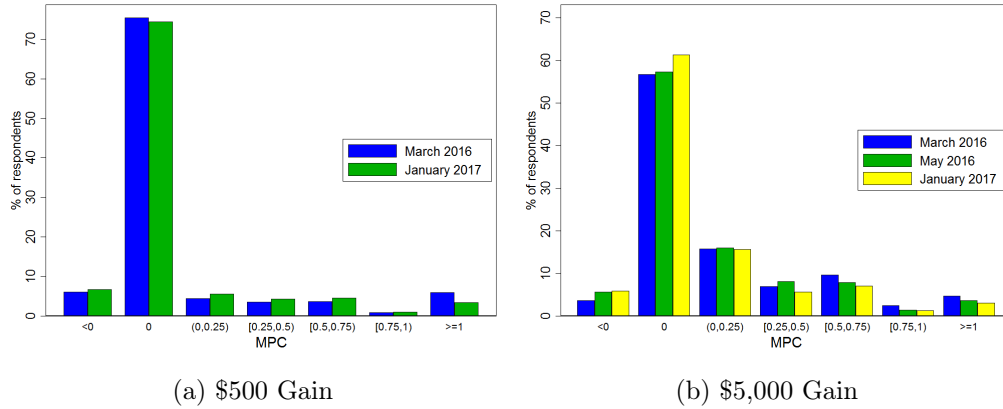 % of respondents
70
60
50
40
30
20
10
0
March 2016
January 2017
<0
0
(0,0.25)
[0.25,0.5)
[0.5,0.75)
[0.75,1)
>=1
MPC
(a) $500 Gain
% of respondents
70
60
50
40
30
20
10
0
March 2016
May 2016
January 2017
<0
0
(0,0.25)
[0.25,0.5)
[0.5,0.75)
[0.75,1)
>=1
MPC
(b) $5,000 Gain